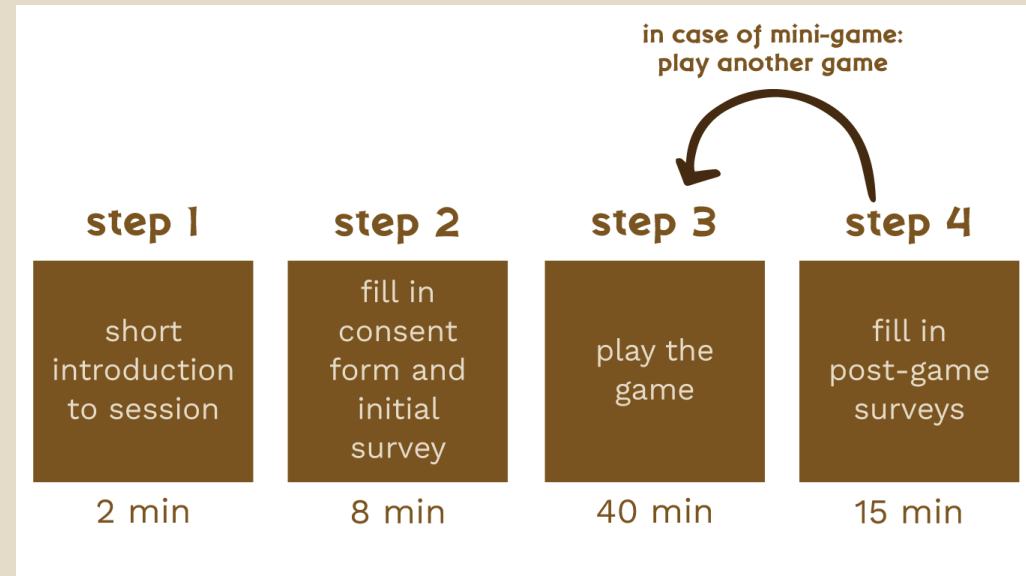 in case of mini-game:
play another game
step 1
short
introduction
to session
2 min
step 2
fill in
consent
form and
initial
survey
8 min
step 3
play the
game
40 min
step 4
fill in
post-game
surveys
15 min